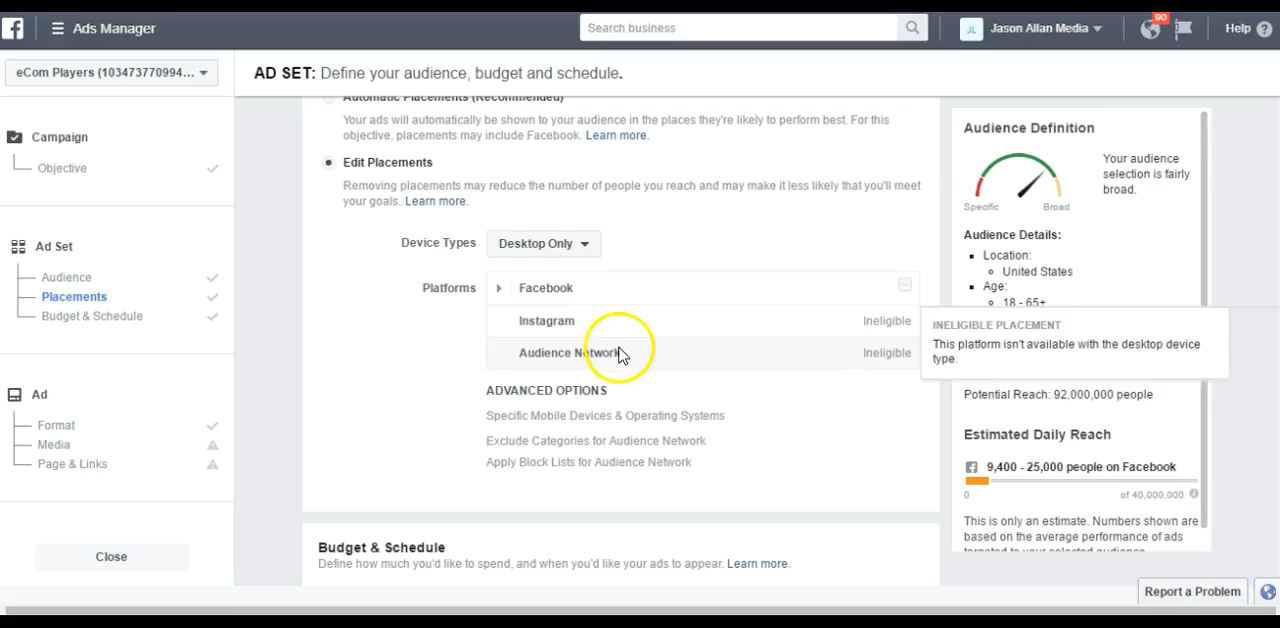 Ads Manager
Search business
JL
Jason Allan Media
90
Help
eCom Players (103473770994...
AD SET: Define your audience, budget and schedule.
Campaign
Objective
Ad Set
Audience
Placements
Budget & Schedule
Ad
Format
Media
Page & Links
Close
Automatic Placements (Recommended)
Your ads will automatically be shown to your audience in the places they're likely to perform best. For this
objective, placements may include Facebook. Learn more.
Edit Placements
Removing placements may reduce the number of people you reach and may make it less likely that you'll meet
your goals. Learn more.
Device Types
Desktop Only
Platforms
Facebook
Instagram
Ineligible
Audience Network
Ineligible
ADVANCED OPTIONS
Specific Mobile Devices & Operating Systems
Exclude Categories for Audience Network
Apply Block Lists for Audience Network
Budget & Schedule
Define how much you'd like to spend, and when you'd like your ads to appear. Learn more.
Audience Definition
Specific
Broad
Your audience
selection is fairly
broad.
Audience Details:
Location:
United States
Age:
18 - 65+
INELIGIBLE PLACEMENT
This platform isn't available with the desktop device
type.
Potential Reach: 92,000,000 people
Estimated Daily Reach
9,400 - 25,000 people on Facebook
0
of 40,000,000
This is only an estimate. Numbers shown are
based on the average performance of ads
targeted to your selected audience.
Report a Problem